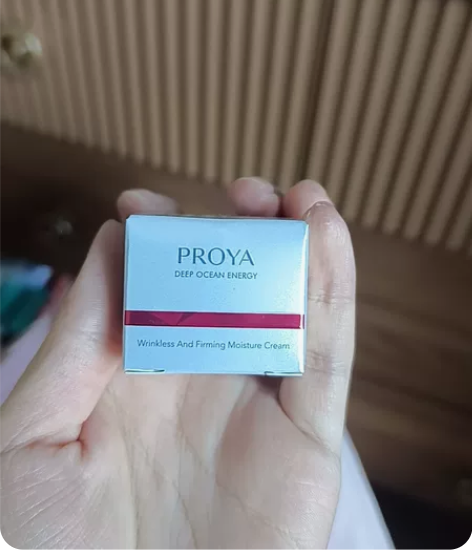 PROYA
DEEP OCEAN ENERGY
Wrinkless And Firming Moisture Cream